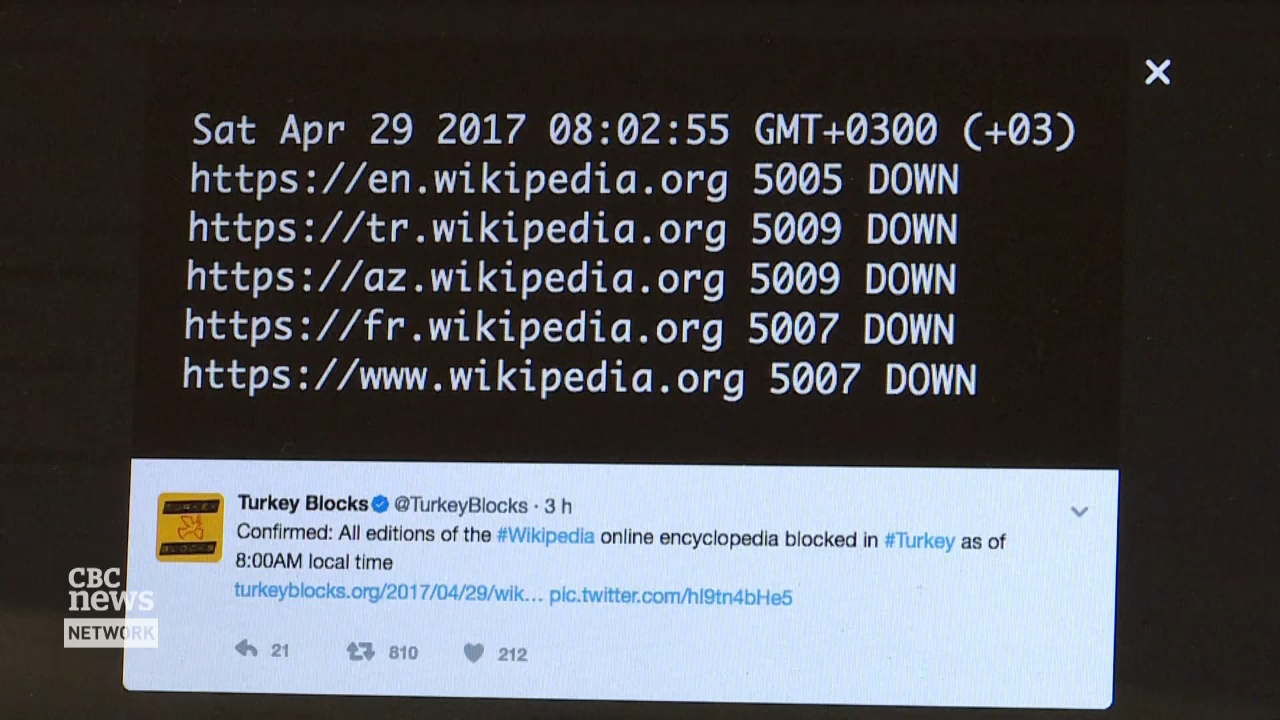 Sat Apr 29 2017 08:02:55 GMT+0300 (+03)
https://en.wikipedia.org 5005 DOWN
https://tr.wikipedia.org 5009 DOWN
https://az.wikipedia.org 5009 DOWN
https://fr.wikipedia.org 5007 DOWN
https://www.wikipedia.org 5007 DOWN
TURKEY
BLOCKS
Turkey Blocks @TurkeyBlocks · 3 h
Confirmed: All editions of the #Wikipedia online encyclopedia blocked in #Turkey as of
8:00AM local time
turkeyblocks.org/2017/04/29/wik... pic.twitter.com/hl9tn4bHe5
21 810 212
CBC
news
NETWORK